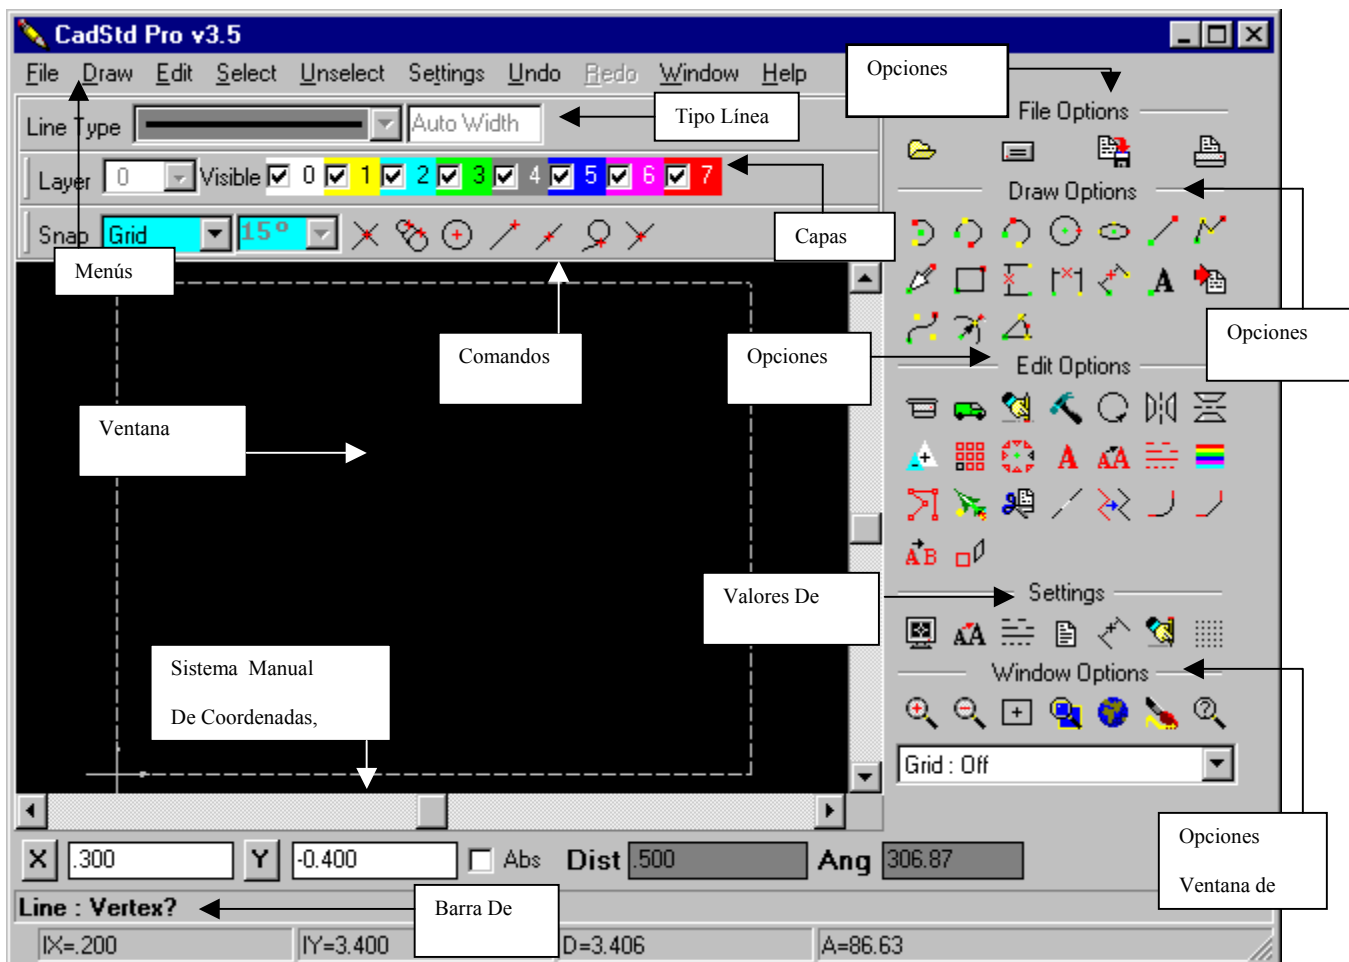 CadStd Pro v3.5
File Draw Edit Select Unselect Settings Undo Redo Window Help
Opciones
File Options
Line Type Auto Width
Tipo Línea
Layer 0 Visible 0 1 2 3 4 5 6 7
Draw Options
Snap Grid 15°
Capas
Menús
Comandos
Opciones
Opciones
Edit Options
Ventana
Valores De
Settings
Sistema Manual
De Coordenadas,
Window Options
Grid : Off
Opciones
Ventana de
X .300 Y -0.400 Abs Dist .500 Ang 306.87
Line : Vertex?
Barra De
IX=.200 IY=3.400 D=3.406 A=86.63